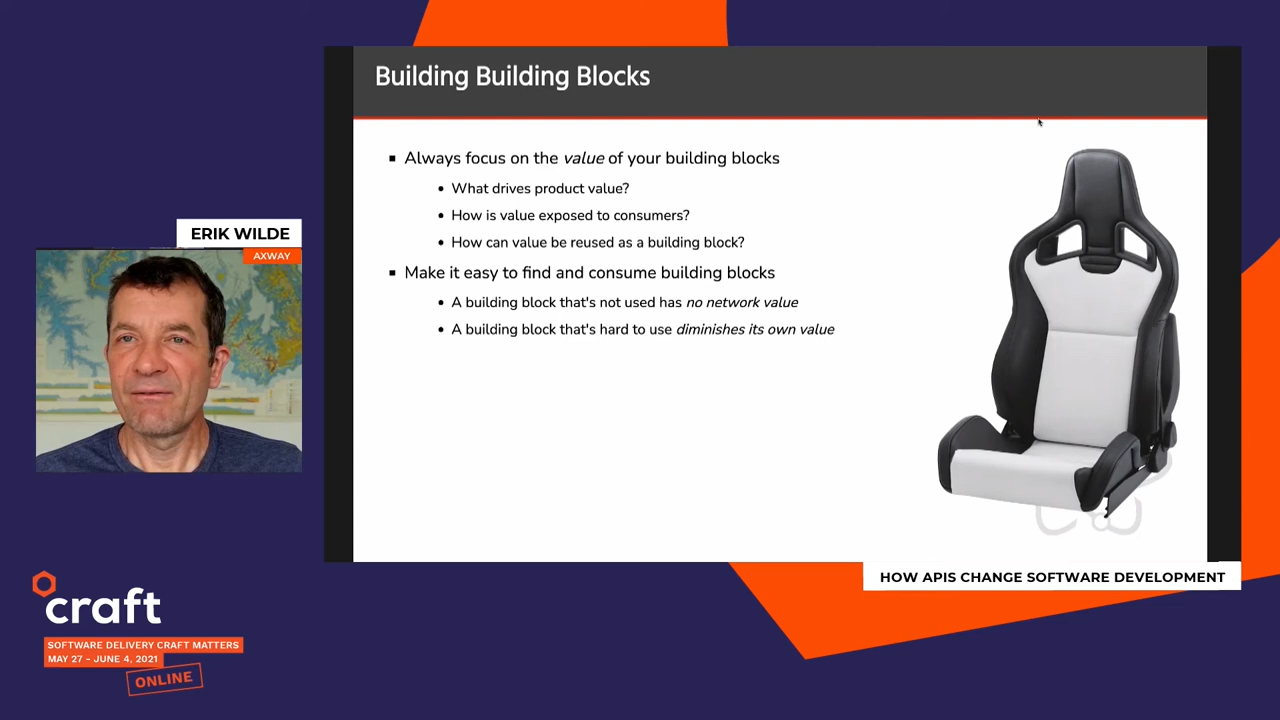 Building Building Blocks
Always focus on the value of your building blocks
What drives product value?
How is value exposed to consumers?
How can value be reused as a building block?
Make it easy to find and consume building blocks
A building block that's not used has no network value
A building block that's hard to use diminishes its own value
ERIK WILDE
AXWAY
HOW APIS CHANGE SOFTWARE DEVELOPMENT
craft
SOFTWARE DELIVERY CRAFT MATTERS
MAY 27 - JUNE 4, 2021
ONLINE